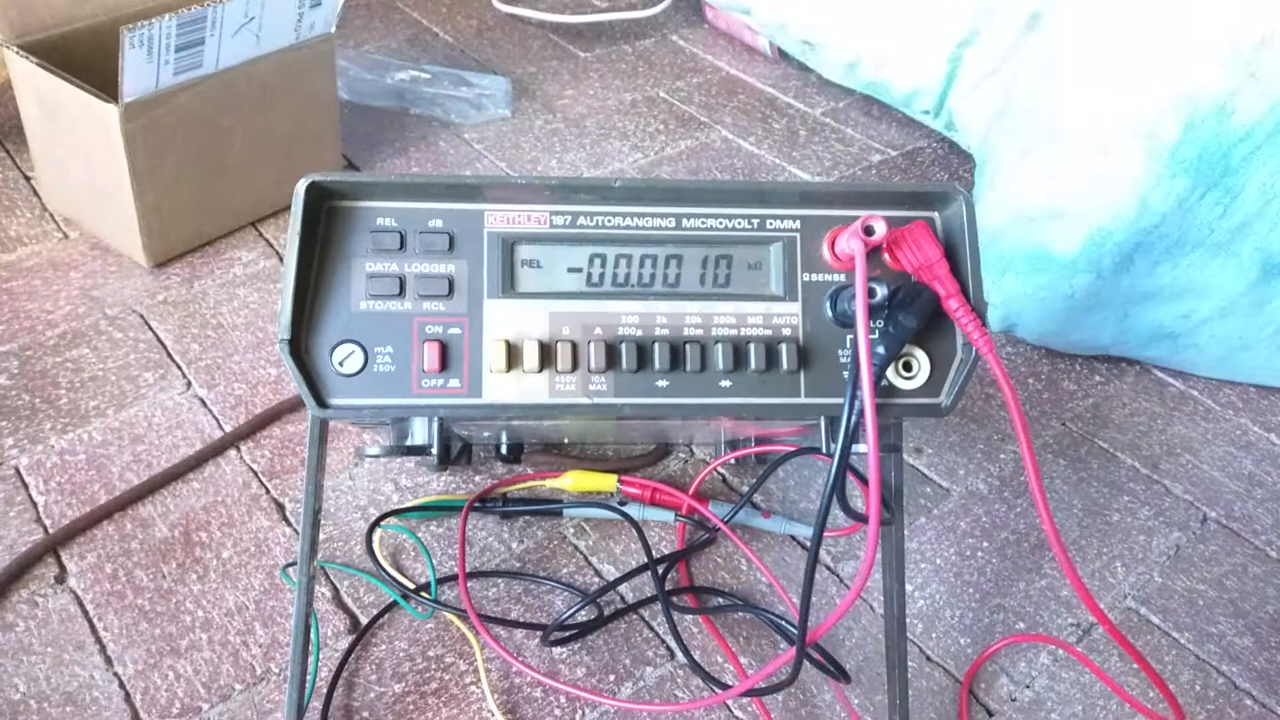 REL dB
DATA LOGGER
STO/CLR RCL
ON
OFF
mA
2A
250V
KEITHLEY 197 AUTORANGING MICROVOLT DMM
REL -00.0010 kΩ
200 2k 20k 200k MΩ AUTO
Ω A 200µ 2m 20m 200m 2000m 10
450V PEAK
10A MAX
ΩSENSE
LO